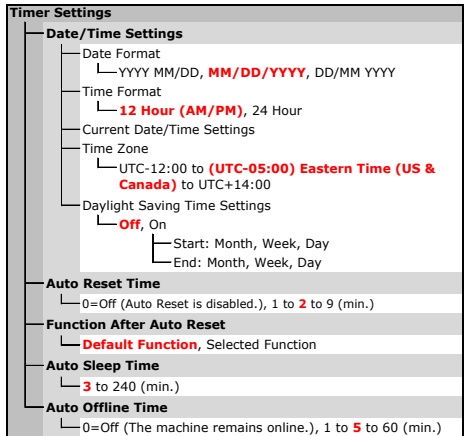 Timer Settings
Date/Time Settings
Date Format
YYYY MM/DD, MM/DD/YYYY, DD/MM YYYY
Time Format
12 Hour (AM/PM), 24 Hour
Current Date/Time Settings
Time Zone
UTC-12:00 to (UTC-05:00) Eastern Time (US &
Canada) to UTC+14:00
Daylight Saving Time Settings
Off, On
Start: Month, Week, Day
End: Month, Week, Day
Auto Reset Time
0=Off (Auto Reset is disabled.), 1 to 2 to 9 (min.)
Function After Auto Reset
Default Function, Selected Function
Auto Sleep Time
3 to 240 (min.)
Auto Offline Time
0=Off (The machine remains online.), 1 to 5 to 60 (min.)